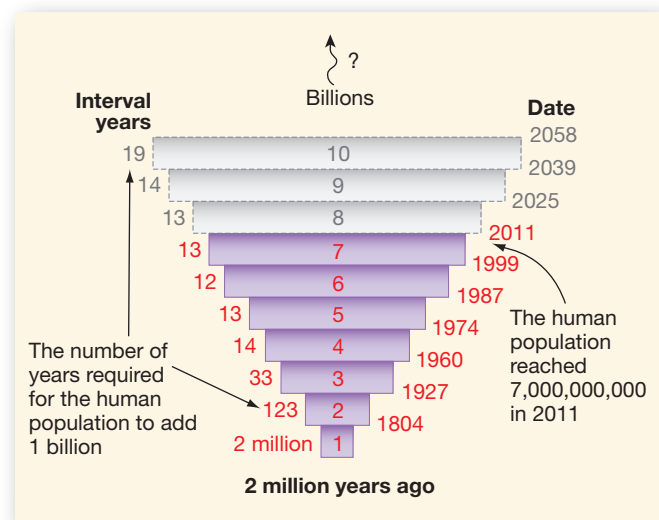 ?
Billions
Interval
years
Date
2058
19 10
2039
14 9
2025
13 8
2011
13 7
1999
12 6
1987
13 5
1974
14 4
1960
33 3
1927
123 2
1804
2 million 1
The number of
years required
for the human
population to add
1 billion
The human
population
reached
7,000,000,000
in 2011
2 million years ago